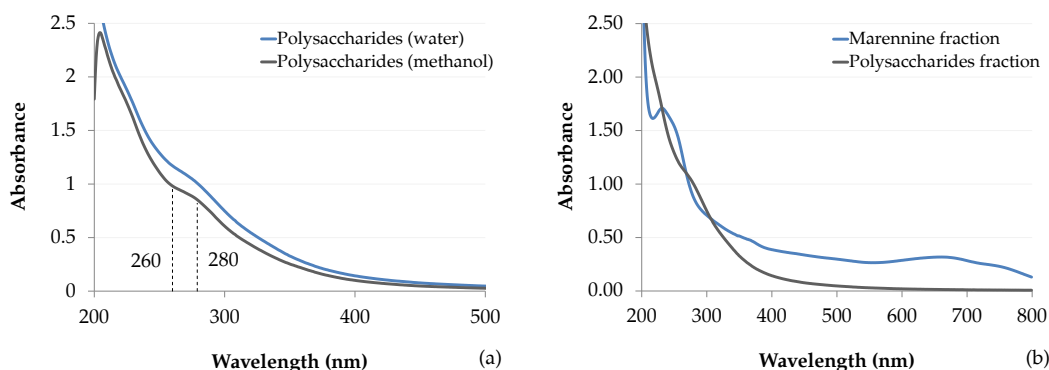 Polysaccharides (water)
Polysaccharides (methanol)
Absorbance
2.5
2
1.5
1
0.5
0
260
280
200
300
400
500
Wavelength (nm)
(a)
Marennine fraction
Polysaccharides fraction
Absorbance
2.50
2.00
1.50
1.00
0.50
0.00
200
300
400
500
600
700
800
Wavelength (nm)
(b)